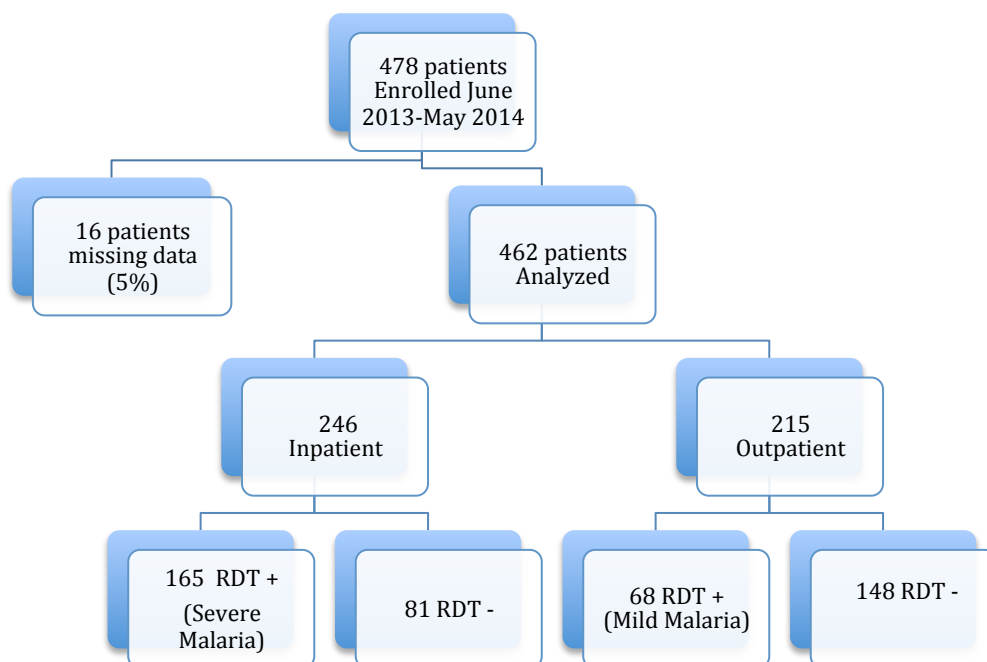 478 patients
Enrolled June
2013-May 2014
16 patients
missing data
(5%)
462 patients
Analyzed
246
Inpatient
215
Outpatient
165 RDT +
(Severe
Malaria)
81 RDT -
68 RDT +
(Mild Malaria)
148 RDT -